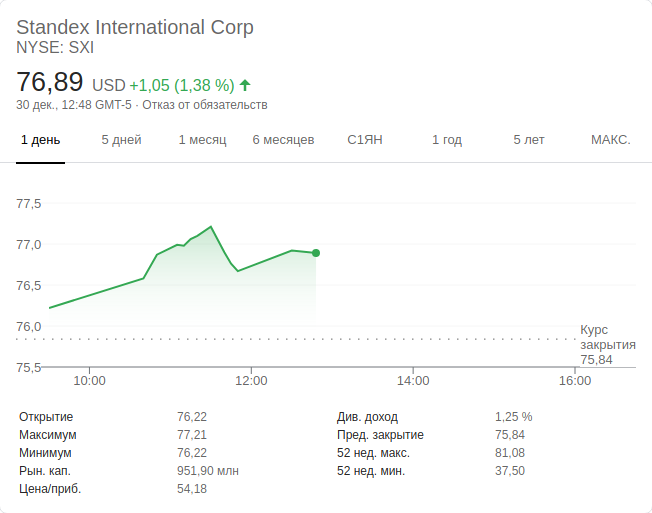 Standex International Corp
NYSE: SXI
76,89 USD +1,05 (1,38 %)
30 дек., 12:48 GMT-5 · Отказ от обязательств
1 день 5 дней 1 месяц 6 месяцев С1ЯН 1 год 5 лет МАКС.
77,5
77,0
76,5
76,0
75,5
Курс
закрытия
75,84
10:00 12:00 14:00 16:00
Открытие 76,22 Див. доход 1,25 %
Максимум 77,21 Пред. закрытие 75,84
Минимум 76,22 52 нед. макс. 81,08
Рын. кап. 951,90 млн 52 нед. мин. 37,50
Цена/приб. 54,18